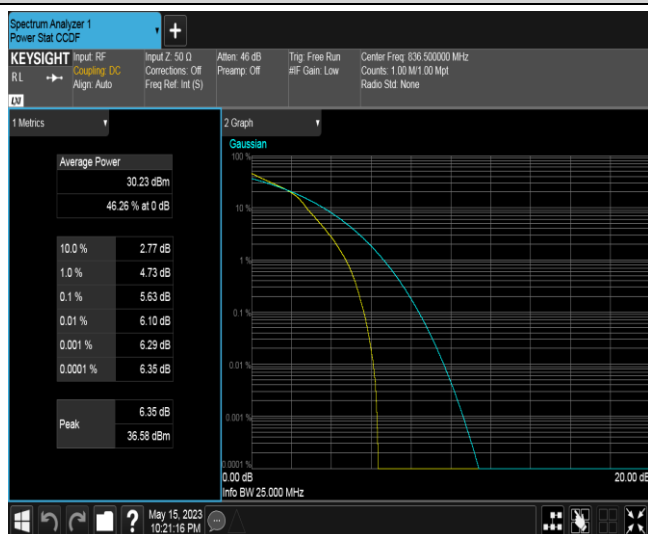 Spectrum Analyzer 1
Power Stat CCDF
+
KEYSIGHT
R L
LXI
Input: RF
Coupling: DC
Align: Auto
Input Z: 50 Ω
Corrections: Off
Freq Ref: Int (S)
Atten: 46 dB
Preamp: Off
Trig: Free Run
#IF Gain: Low
Center Freq: 836.500000 MHz
Counts: 1.00 M/1.00 Mpt
Radio Std: None
1 Metrics
Average Power
30.23 dBm
46.26 % at 0 dB
10.0 % 2.77 dB
1.0 % 4.73 dB
0.1 % 5.63 dB
0.01 % 6.10 dB
0.001 % 6.29 dB
0.0001 % 6.35 dB
Peak 6.35 dB
36.58 dBm
2 Graph
Gaussian
100 %
10 %
1 %
0.1 %
0.01 %
0.001 %
0.0001 %
0.00 dB 20.00 dB
Info BW 25.000 MHz
?
May 15, 2023
10:21:16 PM